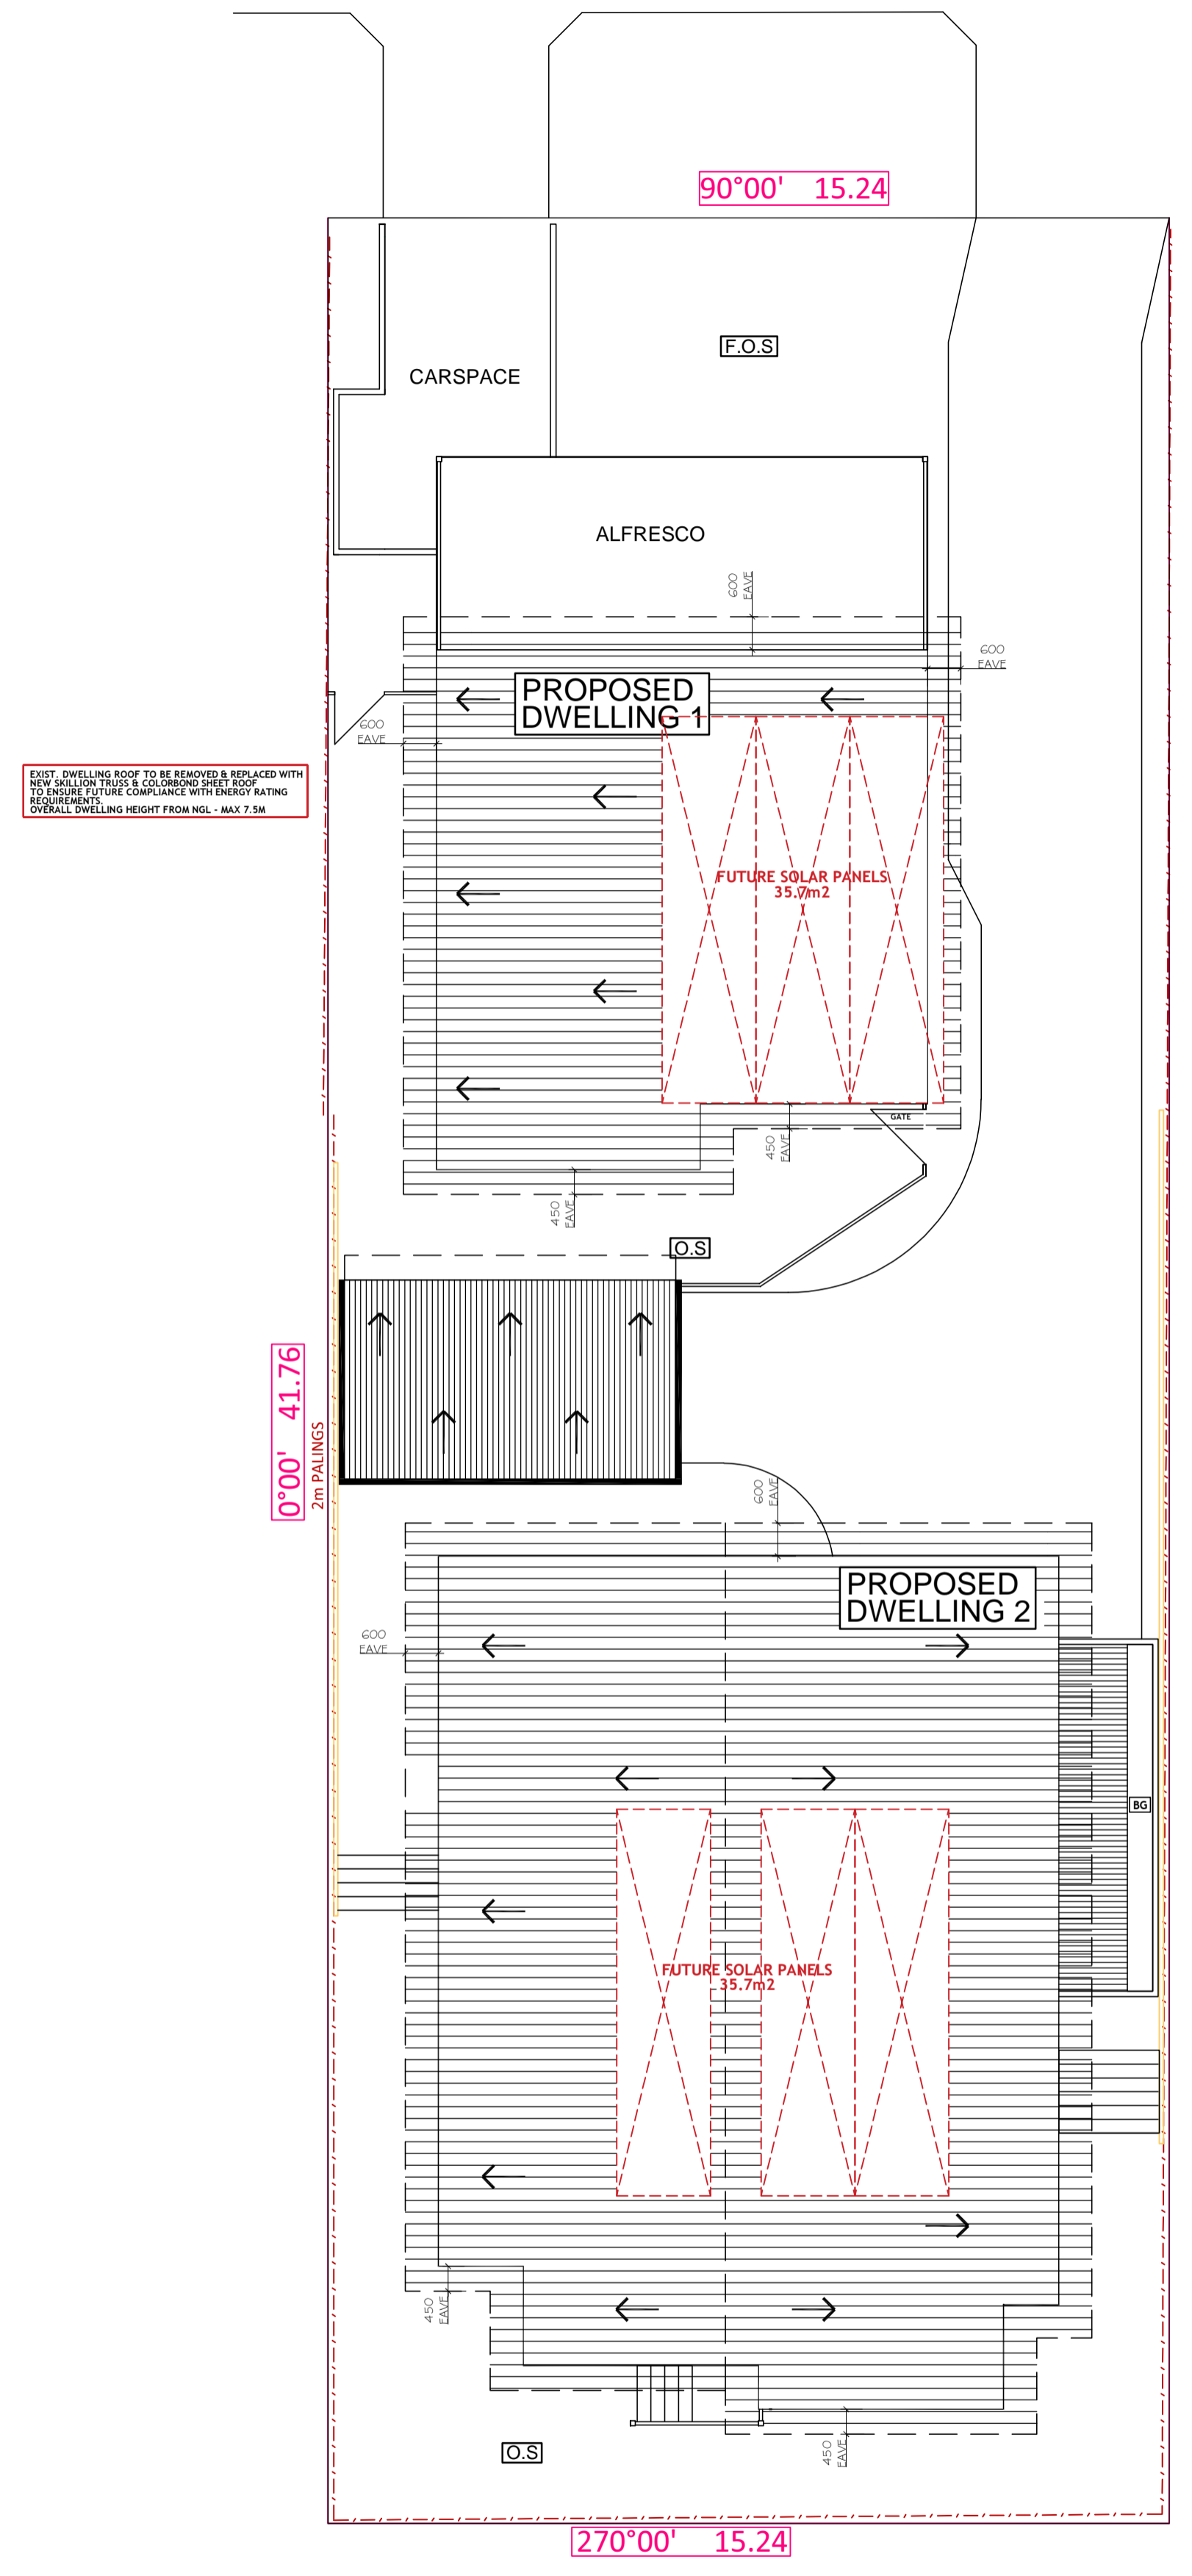 90°00' 15.24
F.O.S
CARSPACE
ALFRESCO
600
EAVE
600
EAVE
PROPOSED
DWELLING 1
600
EAVE
EXIST. DWELLING ROOF TO BE REMOVED & REPLACED WITH
NEW SKILLION TRUSS & COLORBOND SHEET ROOF
TO ENSURE FUTURE COMPLIANCE WITH ENERGY RATING
REQUIREMENTS.
OVERALL DWELLING HEIGHT FROM NGL - MAX 7.5M
FUTURE SOLAR PANELS
35.7m2
GATE
450
EAVE
450
EAVE
O.S
0°00' 41.76
2m PALINGS
600
EAVE
PROPOSED
DWELLING 2
600
EAVE
BG
FUTURE SOLAR PANELS
35.7m2
450
EAVE
450
EAVE
O.S
270°00' 15.24